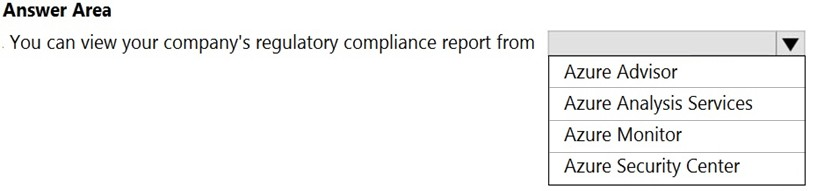 Answer Area
You can view your company's regulatory compliance report from
Azure Advisor
Azure Analysis Services
Azure Monitor
Azure Security Center